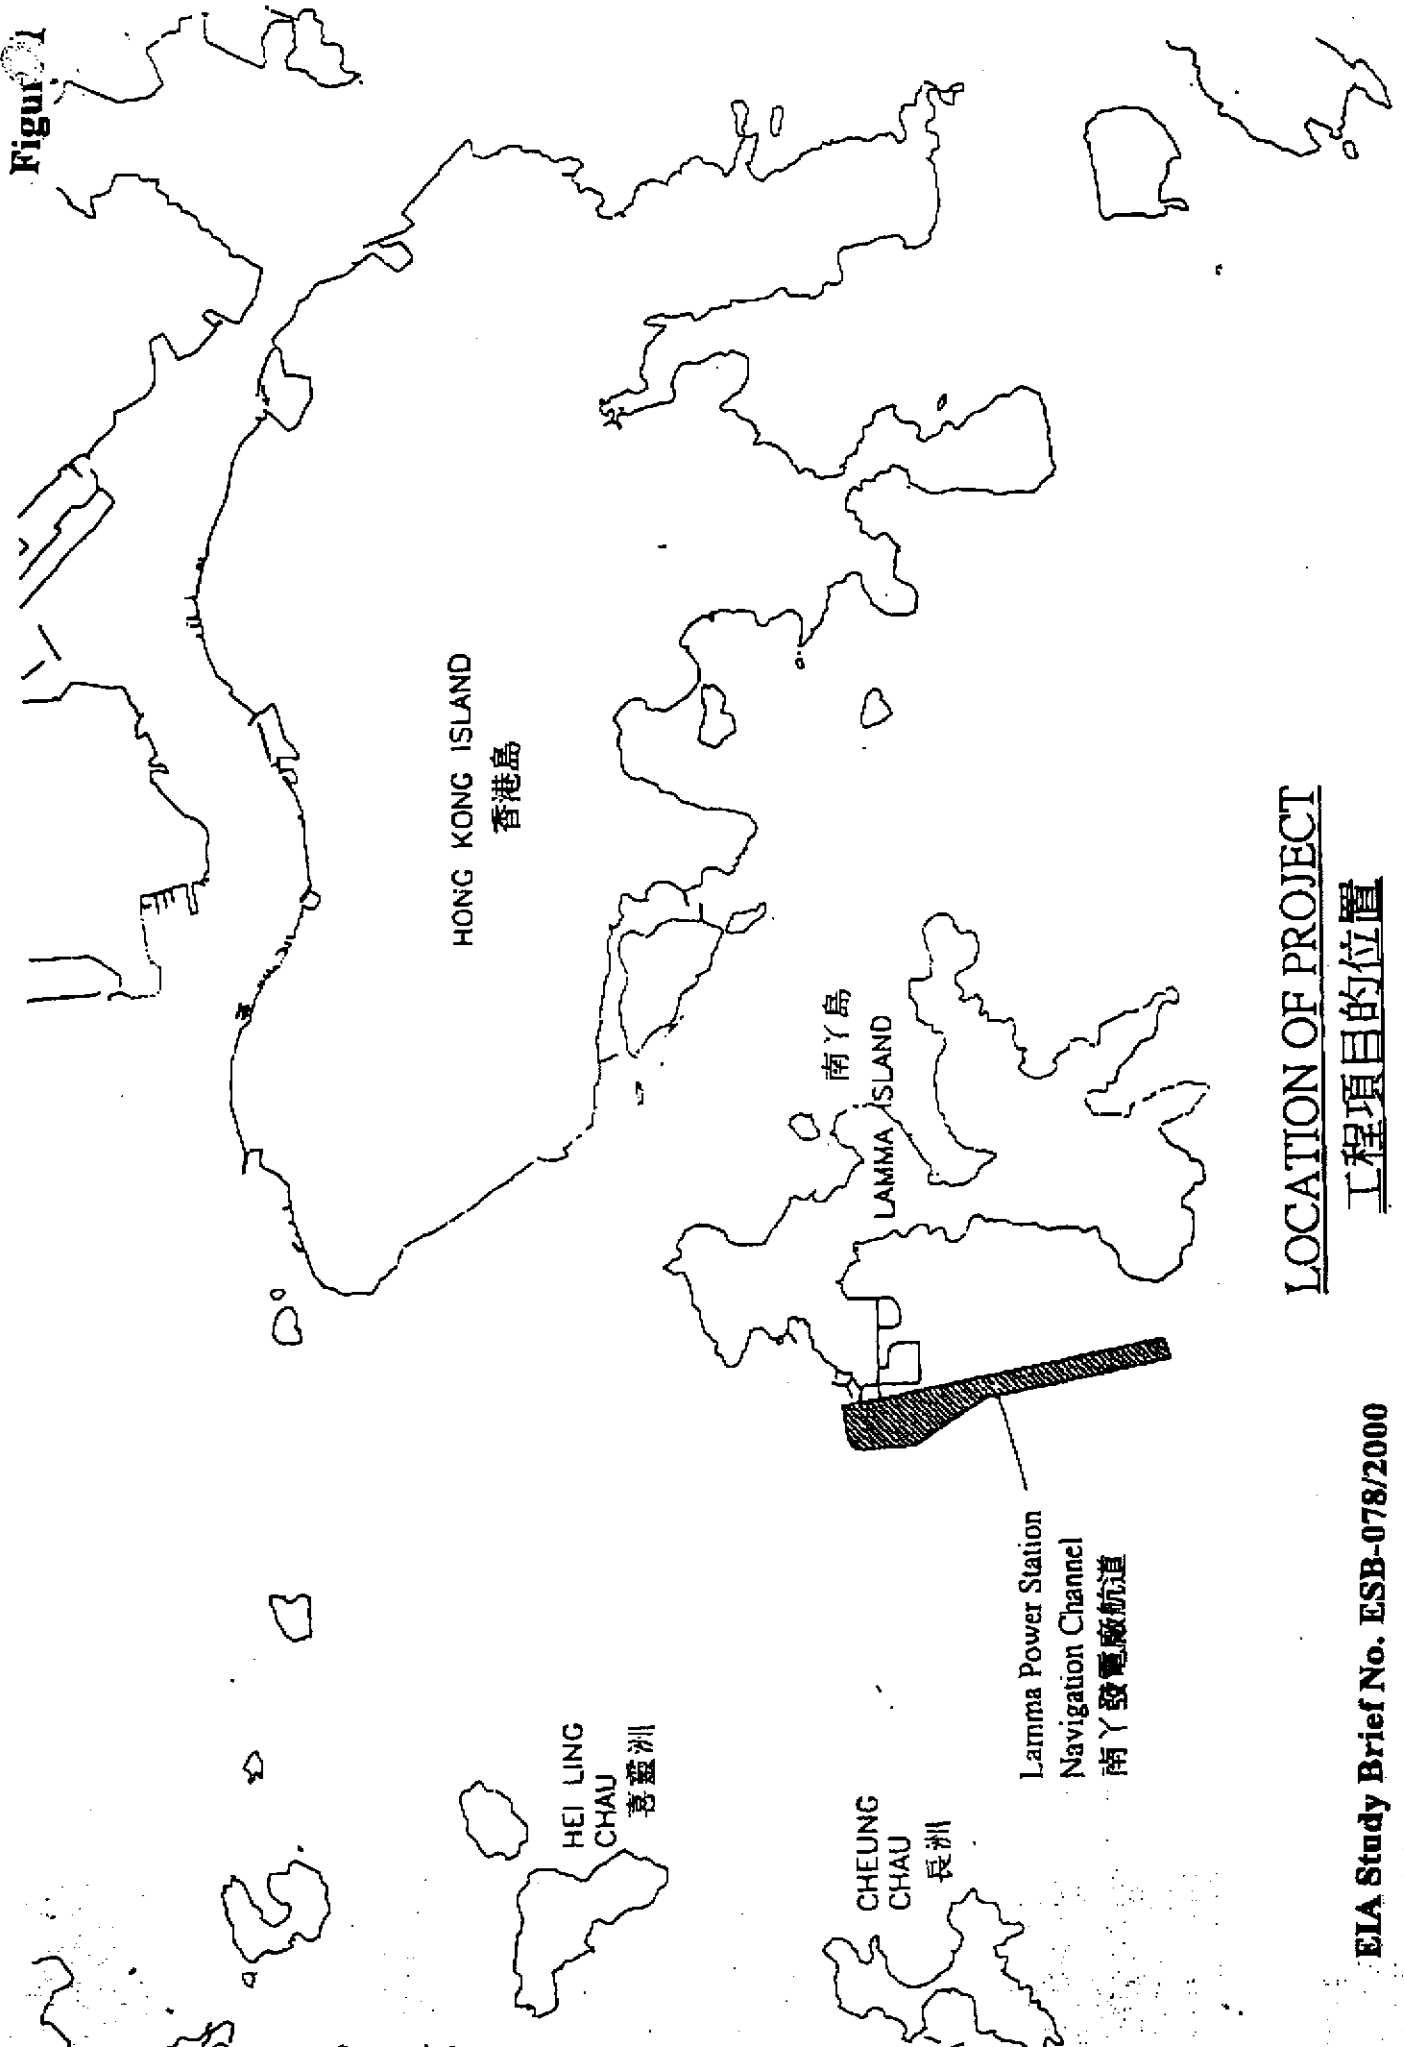 Figur 1
HONG KONG ISLAND
香港島
南丫島
LAMMA ISLAND
HEI LING
CHAU
喜靈洲
CHEUNG
CHAU
長洲
Lamma Power Station
Navigation Channel
南丫發電廠航道
LOCATION OF PROJECT
工程項目的位置
EIA Study Brief No. ESB-078/2000